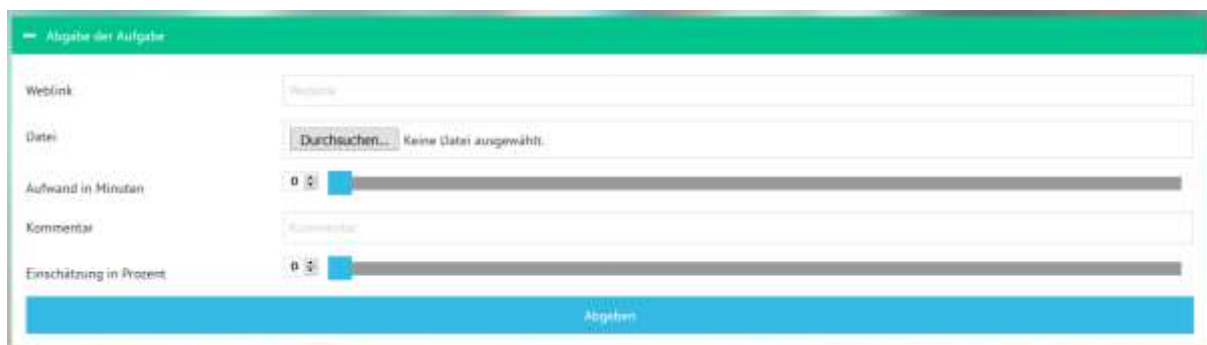 Abgabe der Aufgabe
Weblink
Weblink
Datei
Durchsuchen... Keine Datei ausgewählt.
Aufwand in Minuten
0
Kommentar
Kommentar
Einschätzung in Prozent
0
Abgeben